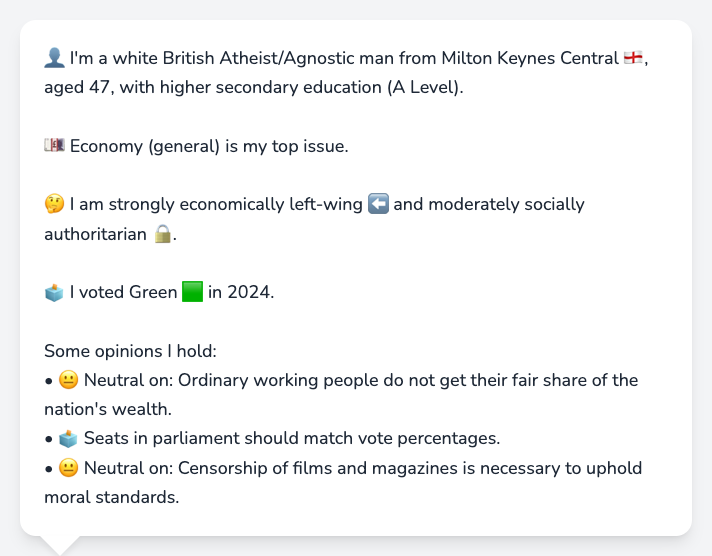 👤 I'm a white British Atheist/Agnostic man from Milton Keynes Central 🏴󠁧󠁢󠁥󠁮󠁧󠁿,
aged 47, with higher secondary education (A Level).
💷 Economy (general) is my top issue.
🤔 I am strongly economically left-wing ⬅️ and moderately socially
authoritarian 🔒.
🗳️ I voted Green 🟩 in 2024.
Some opinions I hold:
• 😐 Neutral on: Ordinary working people do not get their fair share of the
nation's wealth.
• 🗳️ Seats in parliament should match vote percentages.
• 😐 Neutral on: Censorship of films and magazines is necessary to uphold
moral standards.